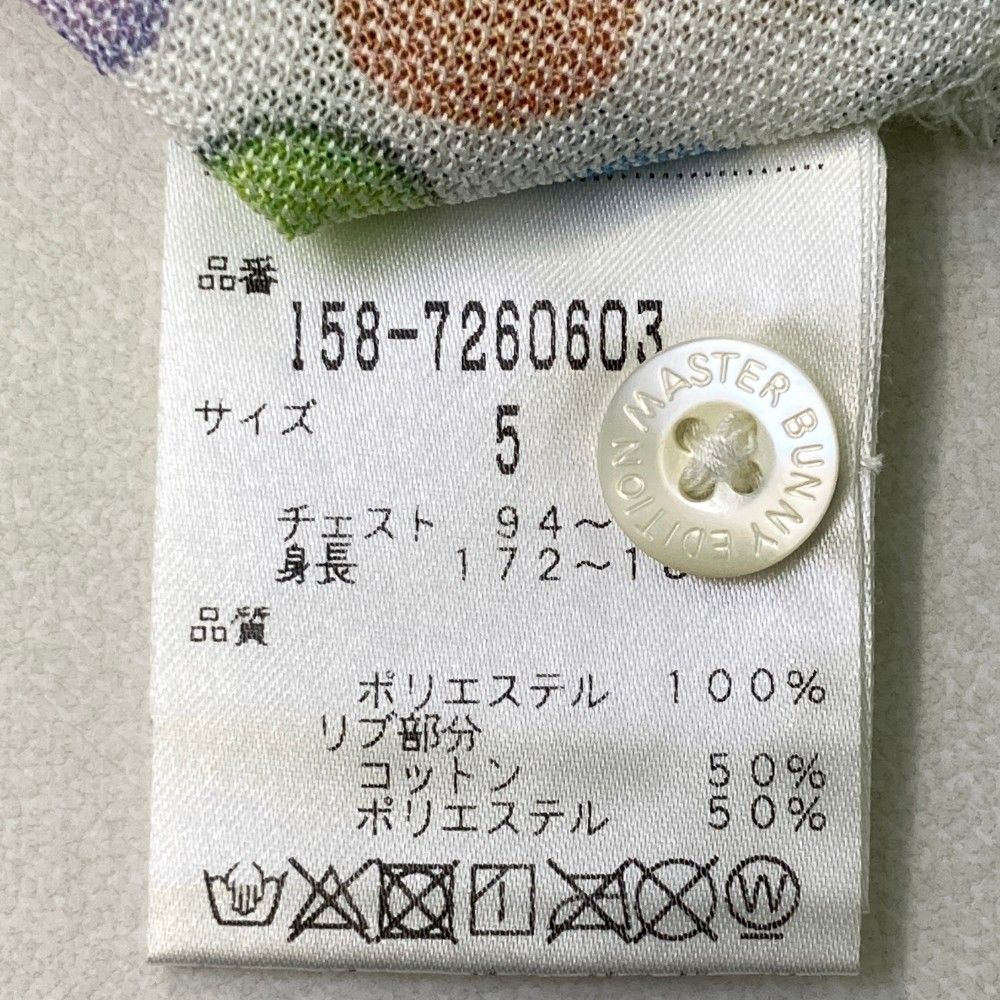 品番
158-7260603
サイズ 5
MASTER BUNNY EDITION
チェスト 94～
身長 172～1
品質
ポリエステル 100%
リブ部分
コットン 50%
ポリエステル 50%
W